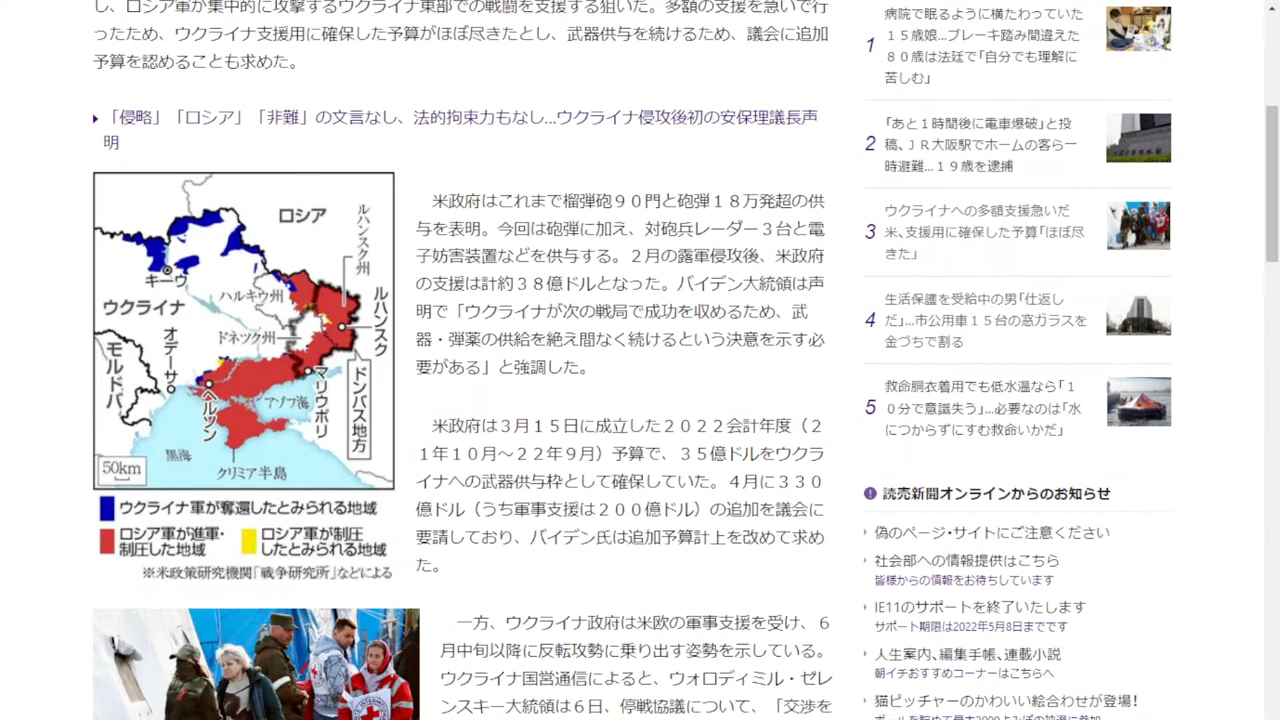 し、ロシア軍が集中的に攻撃するウクライナ東部での戦闘を支援する狙いだ。多額の支援を急いで行
ったため、ウクライナ支援用に確保した予算がほぼ尽きたとし、武器供与を続けるため、議会に追加
予算を認めることも求めた。
「侵略」「ロシア」「非難」の文言なし、法的拘束力もなし…ウクライナ侵攻後初の安保理議長声
明
ロシア
ルハンスク州
キーウ
ハルキウ州
ウクライナ
ルハンスク
オデーサ
ドネツク州
モルドバ
マリウポリ
ドンバス地方
ヘルソン
アゾフ海
黒海
50km
クリミア半島
ウクライナ軍が奪還したとみられる地域
ロシア軍が進軍・
制圧した地域
ロシア軍が制圧
したとみられる地域
※米政策研究機関「戦争研究所」などによる
米政府はこれまで榴弾砲９０門と砲弾１８万発超の供
与を表明。今回は砲弾に加え、対砲兵レーダー３台と電
子妨害装置などを供与する。２月の露軍侵攻後、米政府
の支援は計約３８億ドルとなった。バイデン大統領は声
明で「ウクライナが次の戦局で成功を収めるため、武
器・弾薬の供給を絶え間なく続けるという決意を示す必
要がある」と強調した。
米政府は３月１５日に成立した２０２２会計年度（２
１年１０月～２２年９月）予算で、３５億ドルをウクラ
イナへの武器供与枠として確保していた。４月に３３０
億ドル（うち軍事支援は２００億ドル）の追加を議会に
要請しており、バイデン氏は追加予算計上を改めて求め
た。
一方、ウクライナ政府は米欧の軍事支援を受け、６
月中旬以降に反転攻勢に乗り出す姿勢を示している。
ウクライナ国営通信によると、ウォロディミル・ゼレ
ンスキー大統領は６日、停戦協議について、「交渉を
病院で眠るように横たわっていた
1 １５歳娘…ブレーキ踏み間違えた
８０歳は法廷で「自分でも理解に
苦しむ」
「あと１時間後に電車爆破」と投
2 稿、ＪＲ大阪駅でホームの客ら一
時避難…１９歳を逮捕
ウクライナへの多額支援急いだ
3 米、支援用に確保した予算「ほぼ尽
きた」
生活保護を受給中の男「仕返し
4 だ」…市公用車１５台の窓ガラスを
金づちで割る
救命胴衣着用でも低水温なら「１
5 ０分で意識失う」…必要なのは「水
につからずにすむ救命いかだ」
読売新聞オンラインからのお知らせ
偽のページ・サイトにご注意ください
社会部への情報提供はこちら
皆様からの情報をお待ちしています
IE11のサポートを終了いたします
サポート期限は2022年5月8日までです
人生案内、編集手帳、連載小説
朝イチおすすめコーナーはこちらへ
猫ピッチャーのかわいい絵合わせが登場！